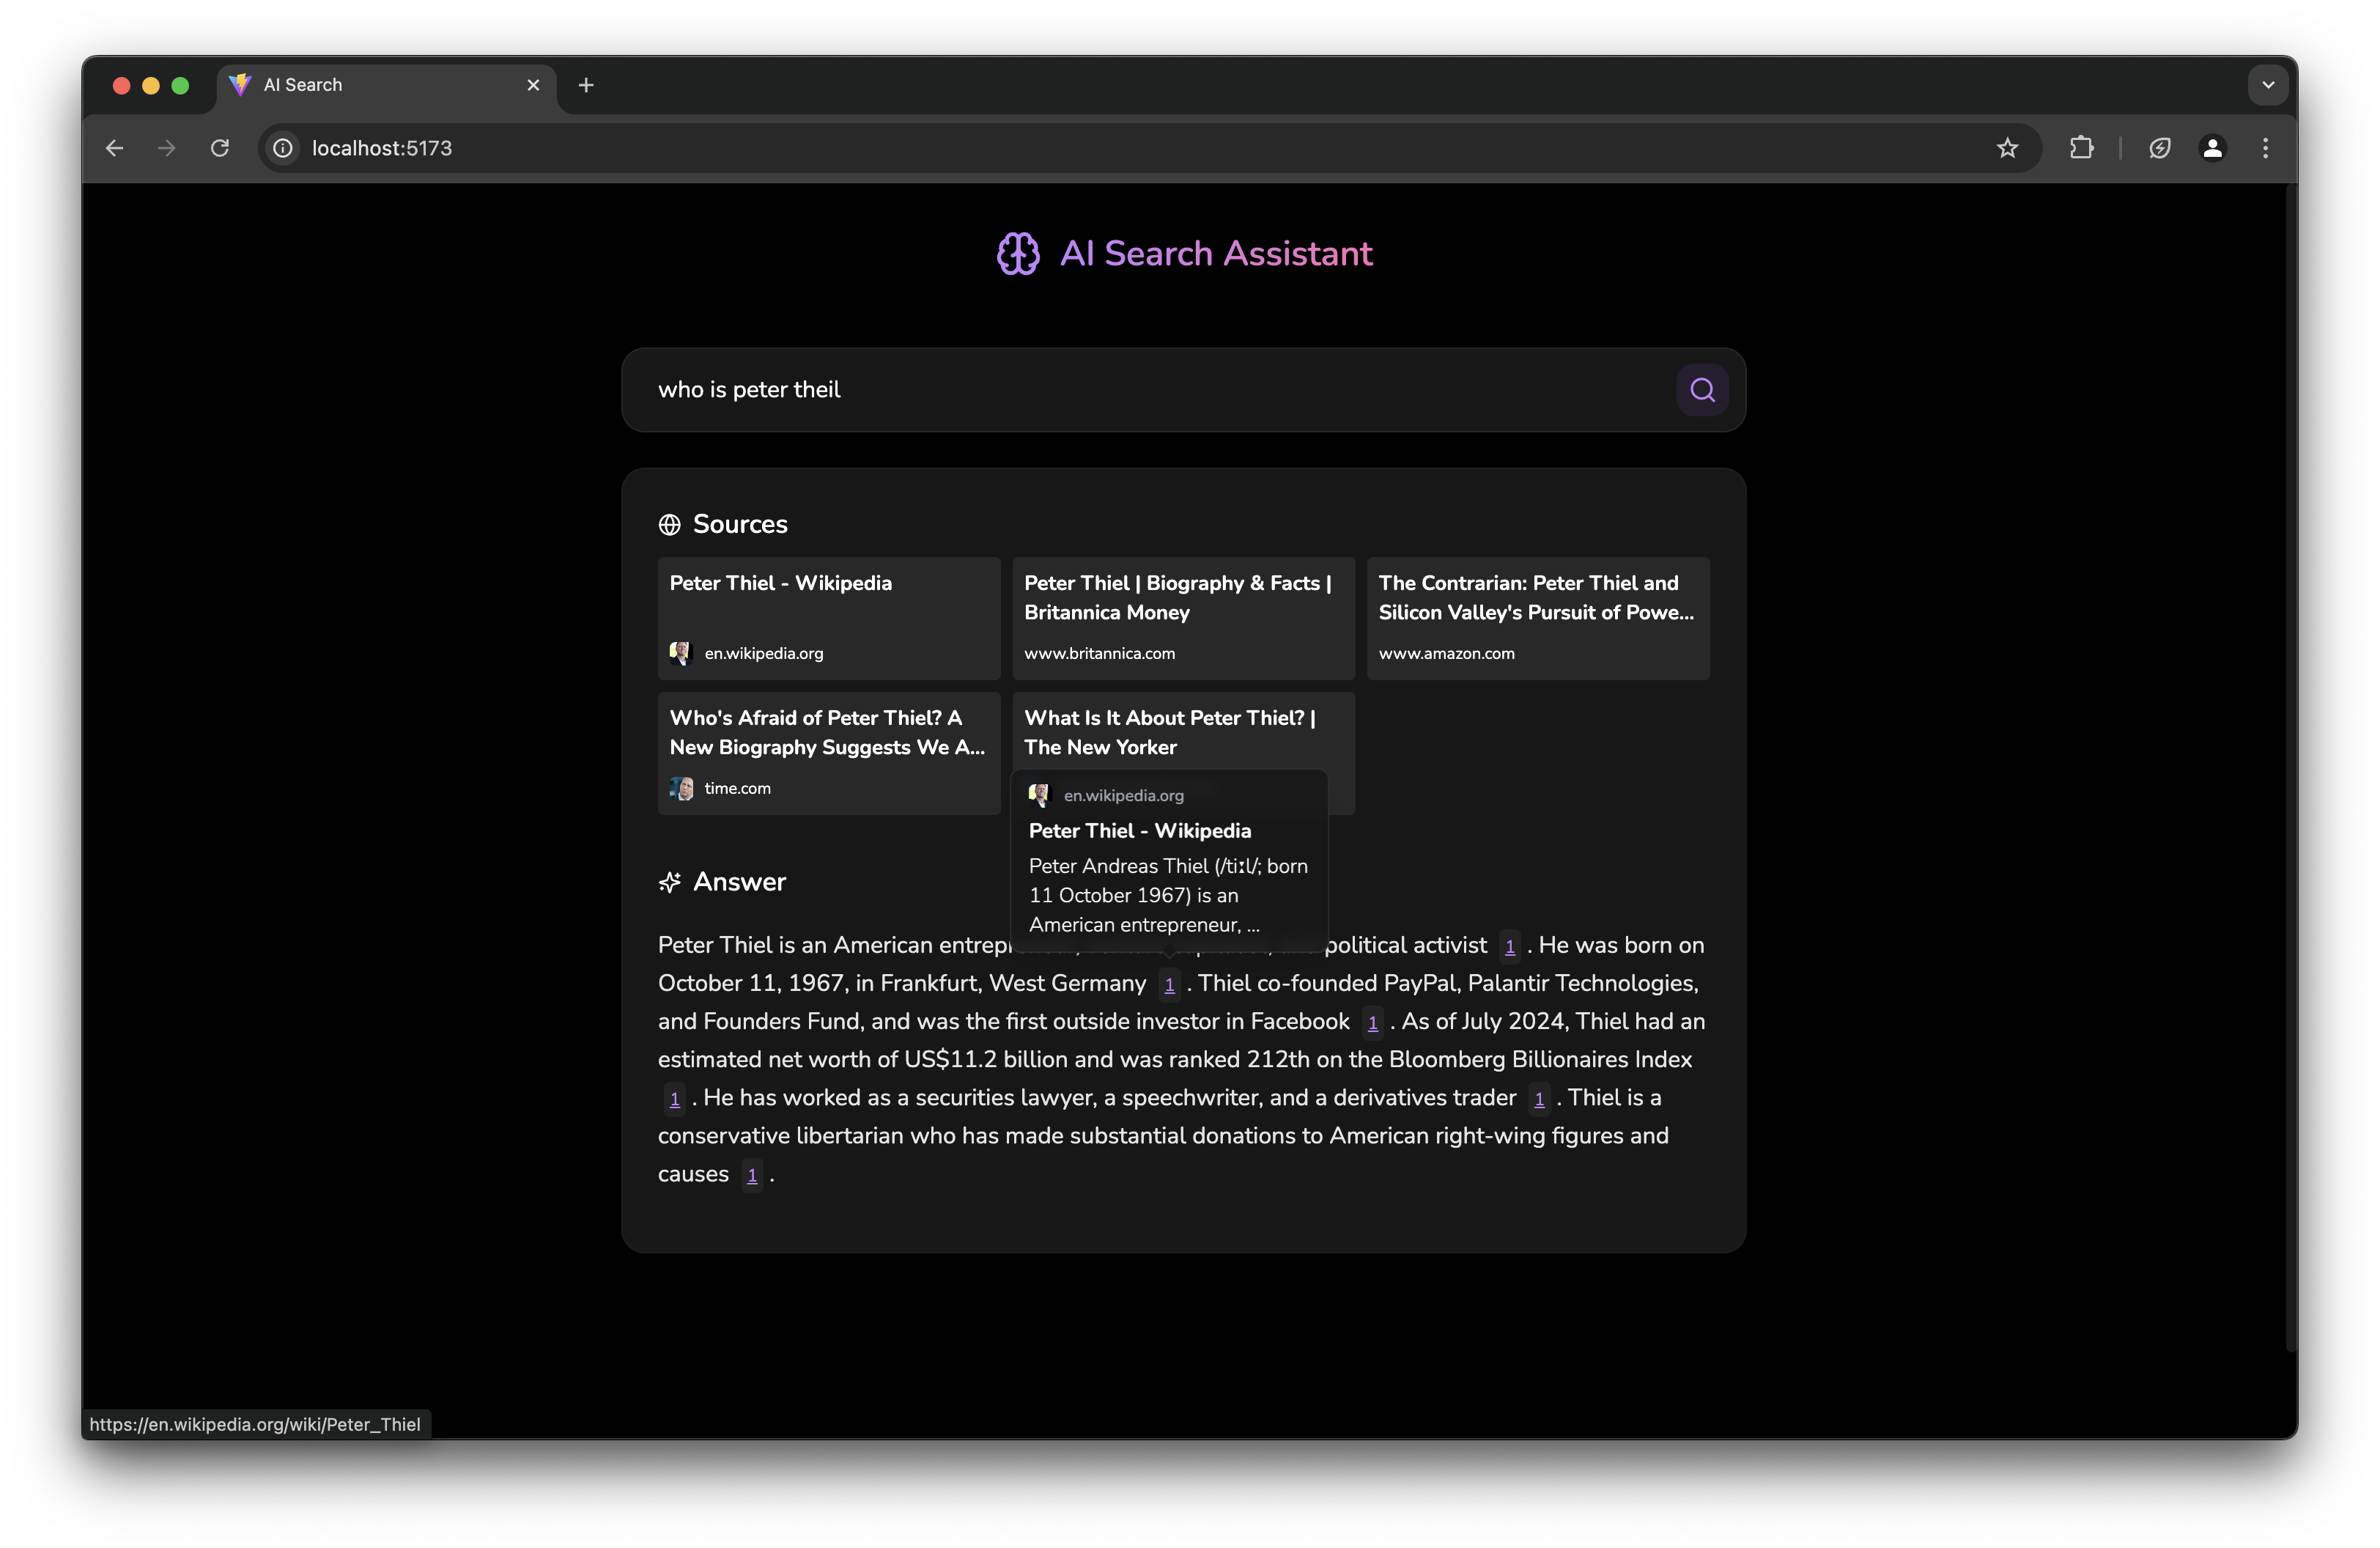 AI Search
localhost:5173
AI Search Assistant
who is peter theil
Sources
Peter Thiel - Wikipedia
en.wikipedia.org
Peter Thiel | Biography & Facts |
Britannica Money
www.britannica.com
The Contrarian: Peter Thiel and
Silicon Valley's Pursuit of Powe...
www.amazon.com
Who's Afraid of Peter Thiel? A
New Biography Suggests We A...
time.com
What Is It About Peter Thiel? |
The New Yorker
en.wikipedia.org
Peter Thiel - Wikipedia
Peter Andreas Thiel (/tiːl/; born
11 October 1967) is an
American entrepreneur, ...
Answer
Peter Thiel is an American political activist 1 . He was born on
October 11, 1967, in Frankfurt, West Germany 1 . Thiel co-founded PayPal, Palantir Technologies,
and Founders Fund, and was the first outside investor in Facebook 1 . As of July 2024, Thiel had an
estimated net worth of US$11.2 billion and was ranked 212th on the Bloomberg Billionaires Index
1 . He has worked as a securities lawyer, a speechwriter, and a derivatives trader 1 . Thiel is a
conservative libertarian who has made substantial donations to American right-wing figures and
causes 1 .
https://en.wikipedia.org/wiki/Peter_Thiel